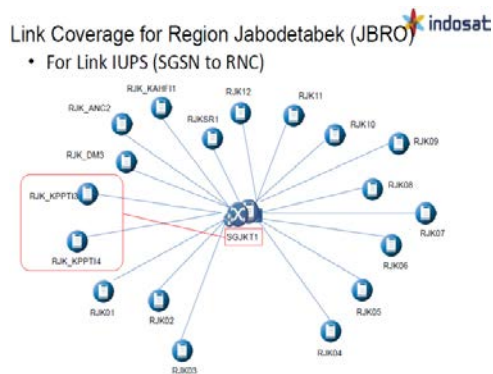 Link Coverage for Region Jabodetabek (JBRO)
indosat
• For Link IUPS (SGSN to RNC)
RJK_KAHFI1
RJK12
RJK11
RJK_ANC2
RJKSR1
RJK10
RJK09
RJK_DM3
RJK08
RJK_KPPTI3
RJK07
SGJKT1
RJK_KPPTI4
RJK06
RJK01
RJK02
RJK05
RJK04
RJK03